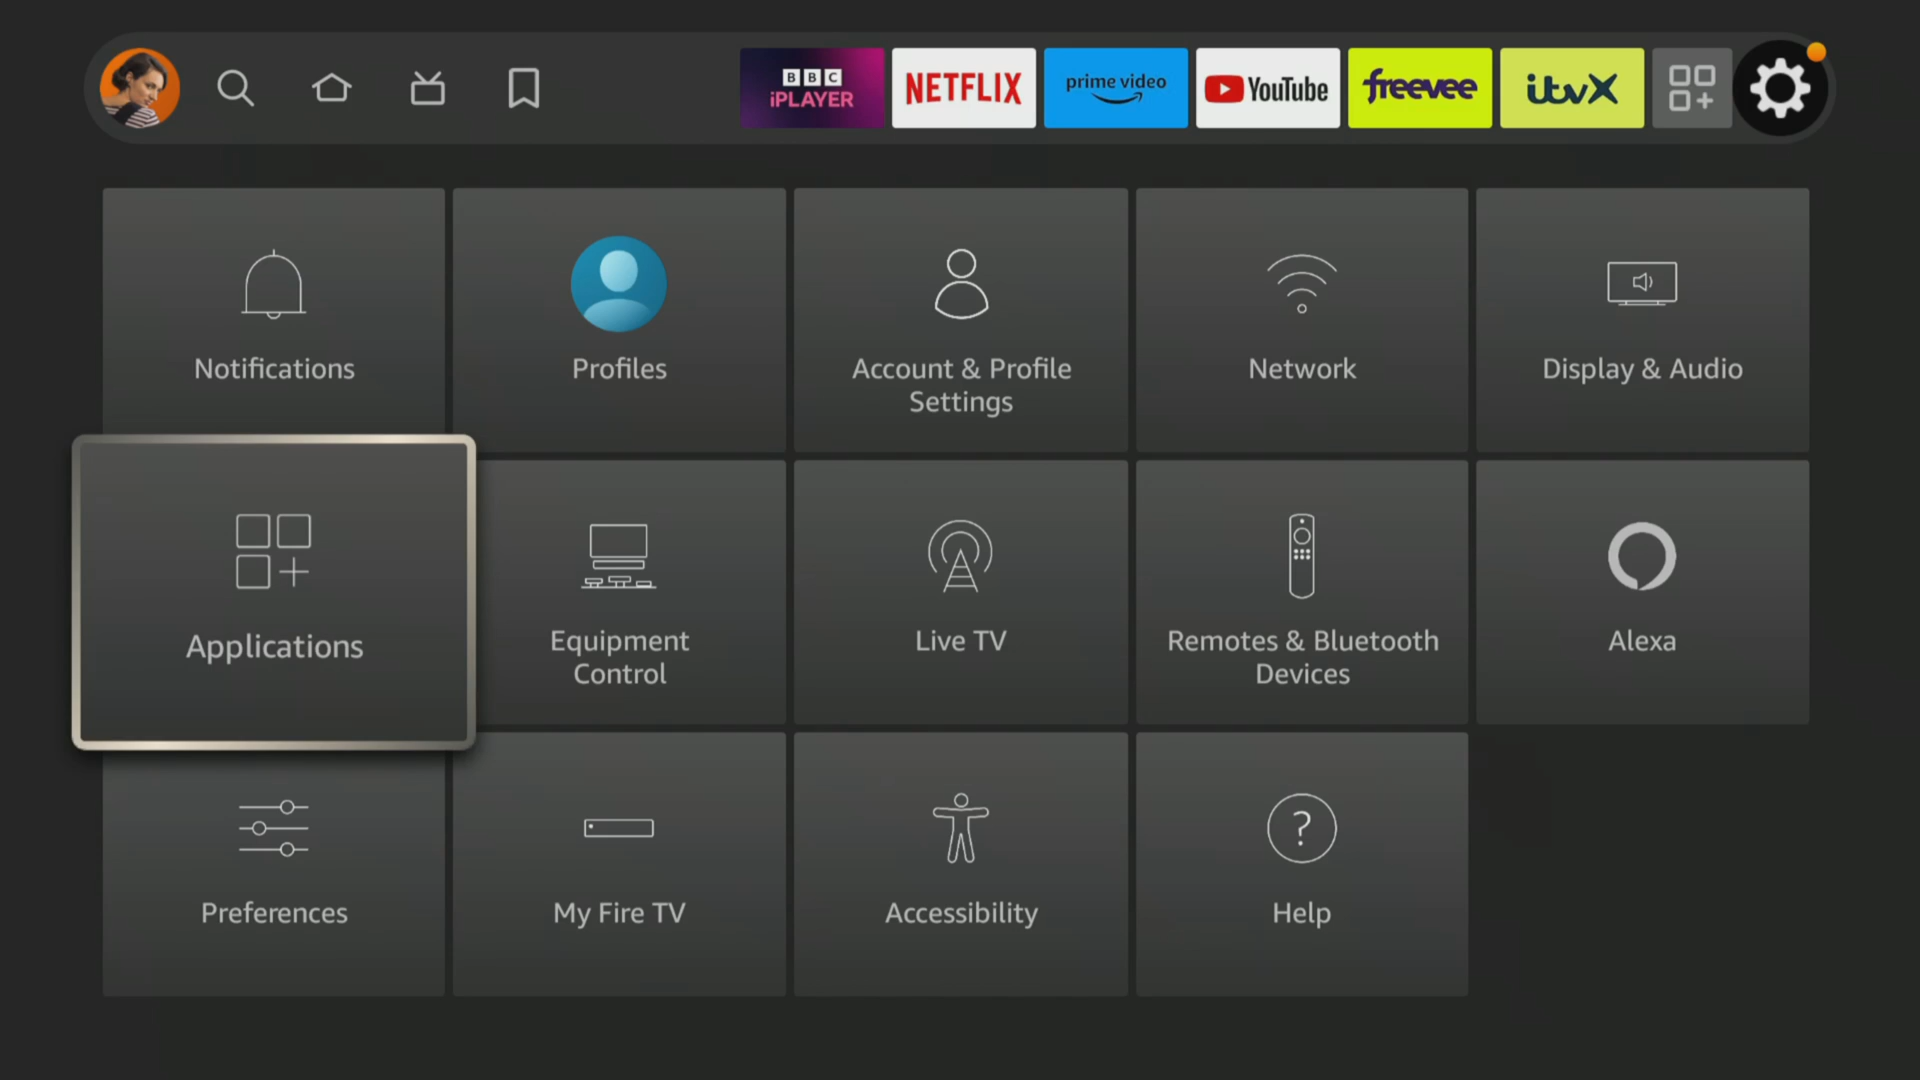 BBC
iPLAYER
NETFLIX
prime video
YouTube
freevee
itvX
Notifications
Profiles
Account & Profile
Settings
Network
Display & Audio
Applications
Equipment
Control
Live TV
Remotes & Bluetooth
Devices
Alexa
Preferences
My Fire TV
Accessibility
?
Help